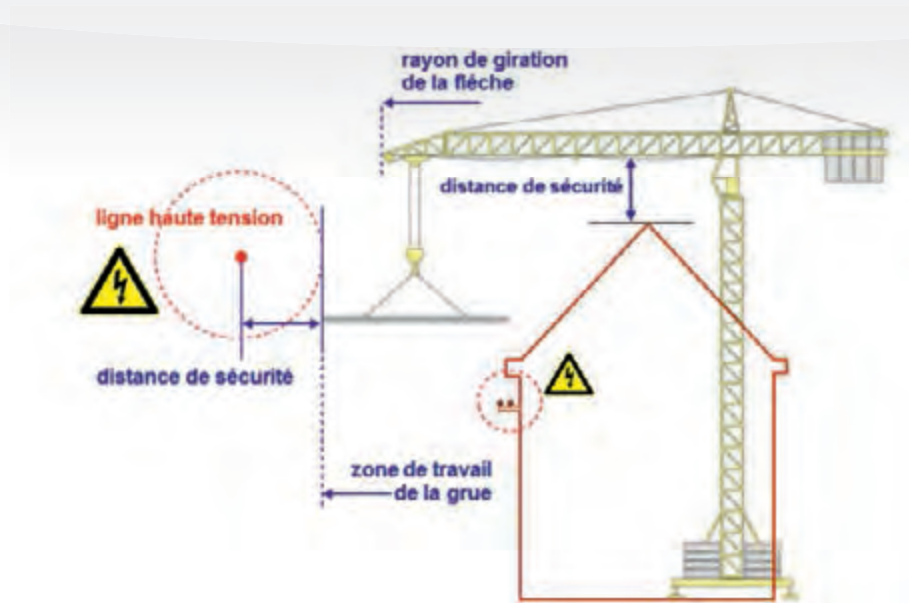 rayon de giration
de la flèche
distance de sécurité
ligne haute tension
distance de sécurité
zone de travail
de la grue